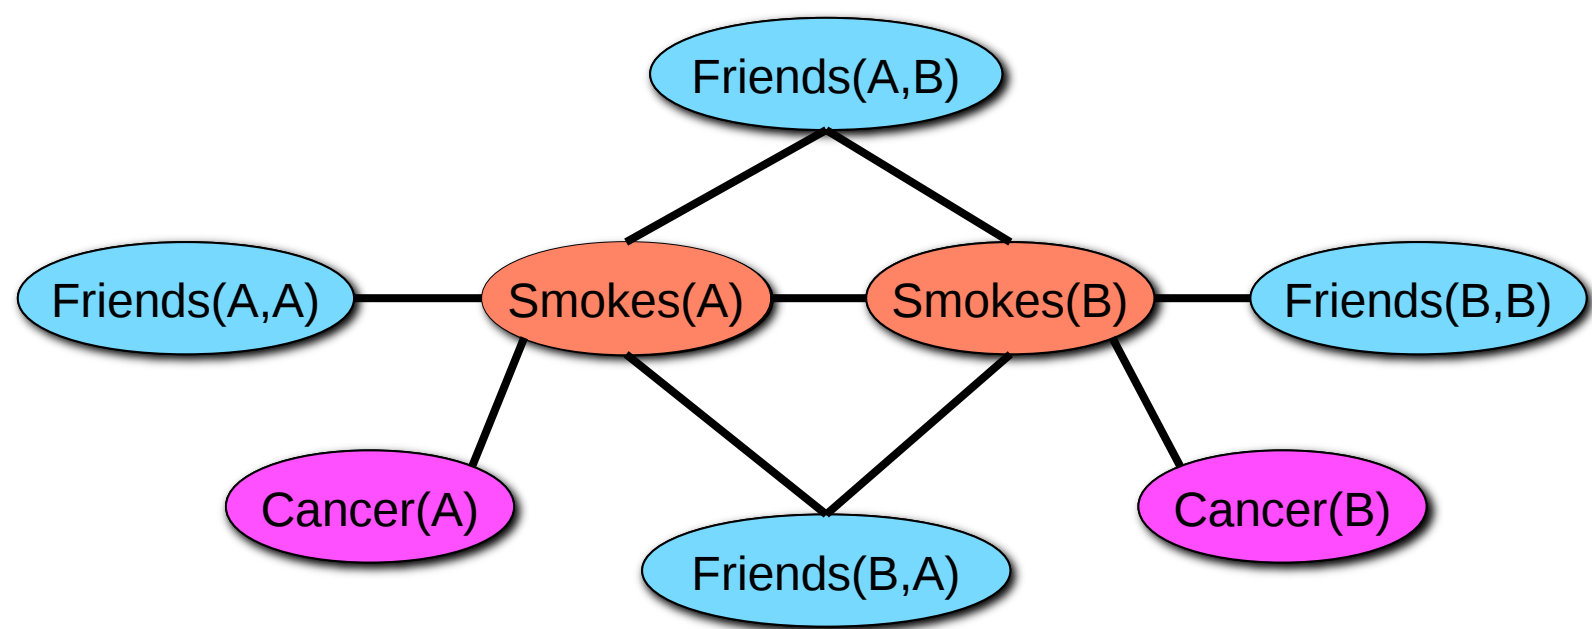 Friends(A,B)
Friends(A,A)
Smokes(A)
Smokes(B)
Friends(B,B)
Cancer(A)
Cancer(B)
Friends(B,A)